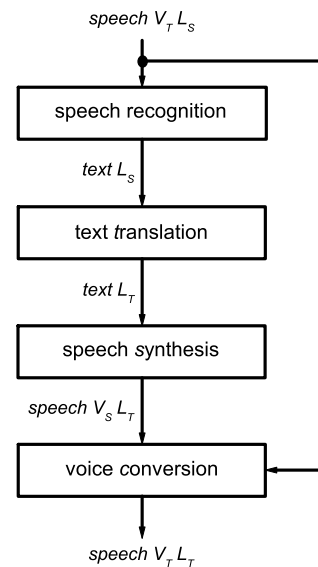 speech V_T L_S
speech recognition
text L_S
text translation
text L_T
speech synthesis
speech V_S L_T
voice conversion
speech V_T L_T